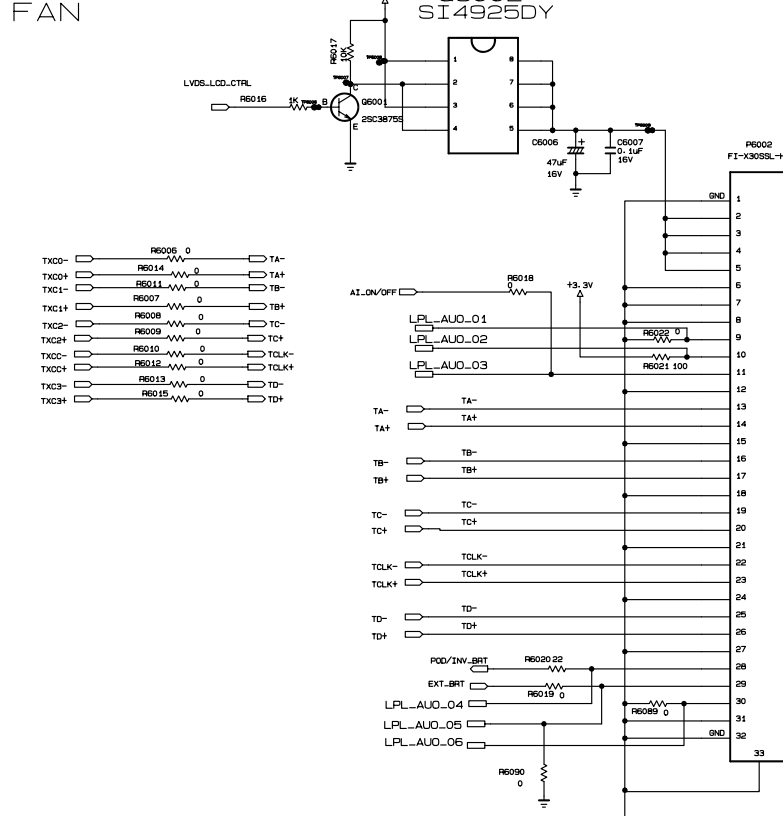 FAN
SI4925DY
R6017
10K
LVDS_LCD_CTRL
R6016
1K
B
C
E
Q6001
2SC3875S
1
2
3
4
8
7
6
5
C6006
47uF
16V
C6007
0.1uF
16V
P6002
FI-X30SSL-H
TXC0- R6006 0 TA-
TXC0+ R6014 0 TA+
TXC1- R6011 0 TB-
TXC1+ R6007 0 TB+
TXC2- R6008 0 TC-
TXC2+ R6009 0 TC+
TXCC- R6010 0 TCLK-
TXCC+ R6012 0 TCLK+
TXC3- R6013 0 TD-
TXC3+ R6015 0 TD+
GND 1
2
3
4
5
6
7
8
9
10
11
12
13
14
15
16
17
18
19
20
21
22
23
24
25
26
27
28
29
30
31
GND 32
33
AI_ON/OFF
R6018
0
+3.3V
LPL_AUO_01
LPL_AUO_02
LPL_AUO_03
R6022 0
R6021 100
TA- TA-
TA+ TA+
TB- TB-
TB+ TB+
TC- TC-
TC+ TC+
TCLK- TCLK-
TCLK+ TCLK+
TD- TD-
TD+ TD+
POD/INV_BRT R6020 22
EXT_BRT R6019 0
LPL_AUO_04
LPL_AUO_05
LPL_AUO_06
R6089 0
R6090
0